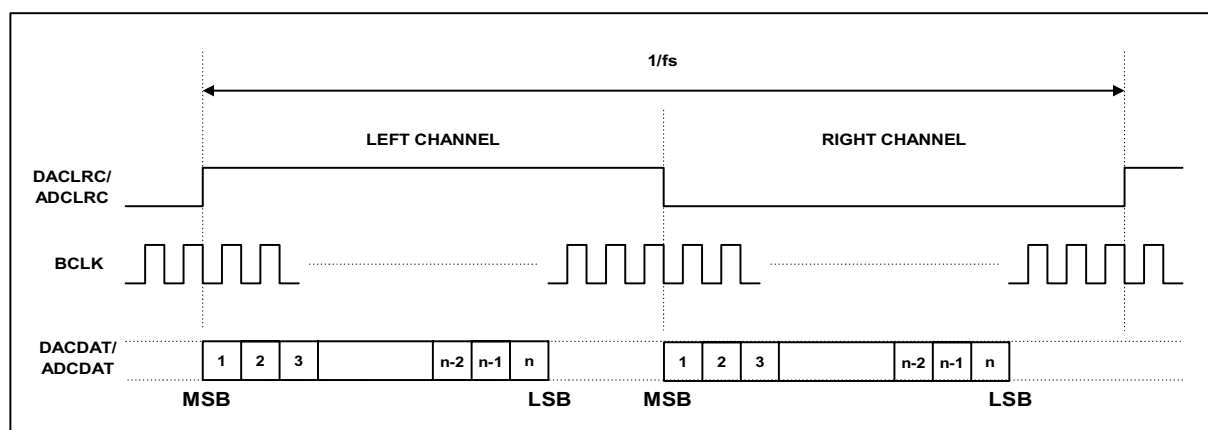 1/fs
LEFT CHANNEL RIGHT CHANNEL
DACLRC/
ADCLRC
BCLK
DACDAT/
ADCDAT
1 2 3 n-2 n-1 n 1 2 3 n-2 n-1 n
MSB LSB MSB LSB